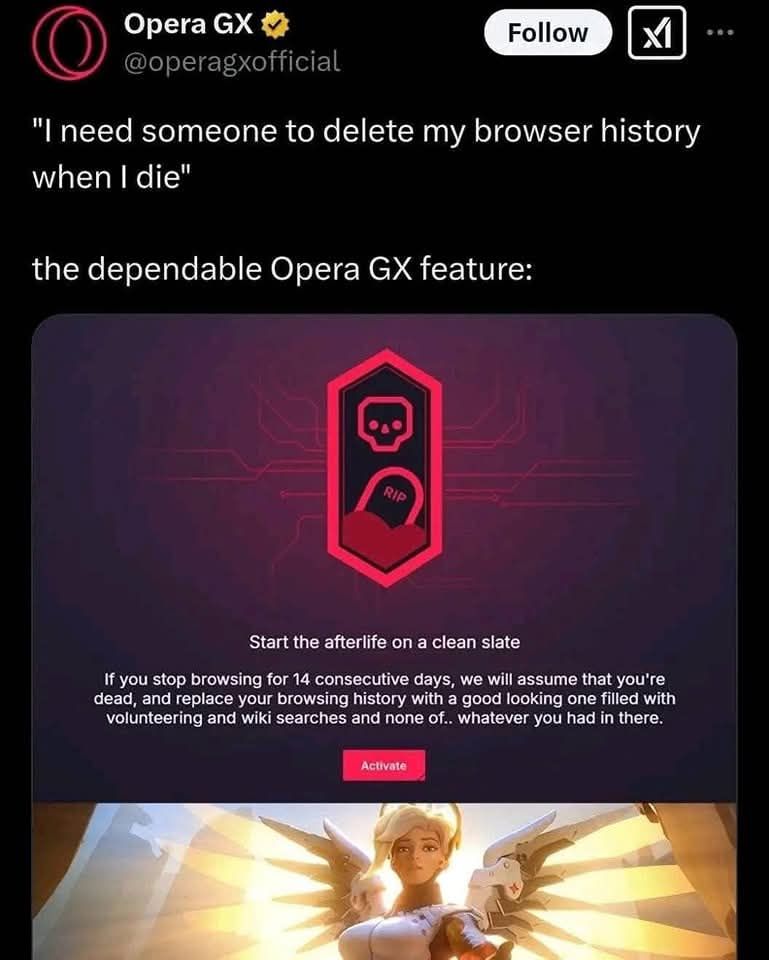 Opera GX
@operagxofficial
Follow
"I need someone to delete my browser history
when I die"
the dependable Opera GX feature:
RIP
Start the afterlife on a clean slate
If you stop browsing for 14 consecutive days, we will assume that you're
dead, and replace your browsing history with a good looking one filled with
volunteering and wiki searches and none of.. whatever you had in there.
Activate